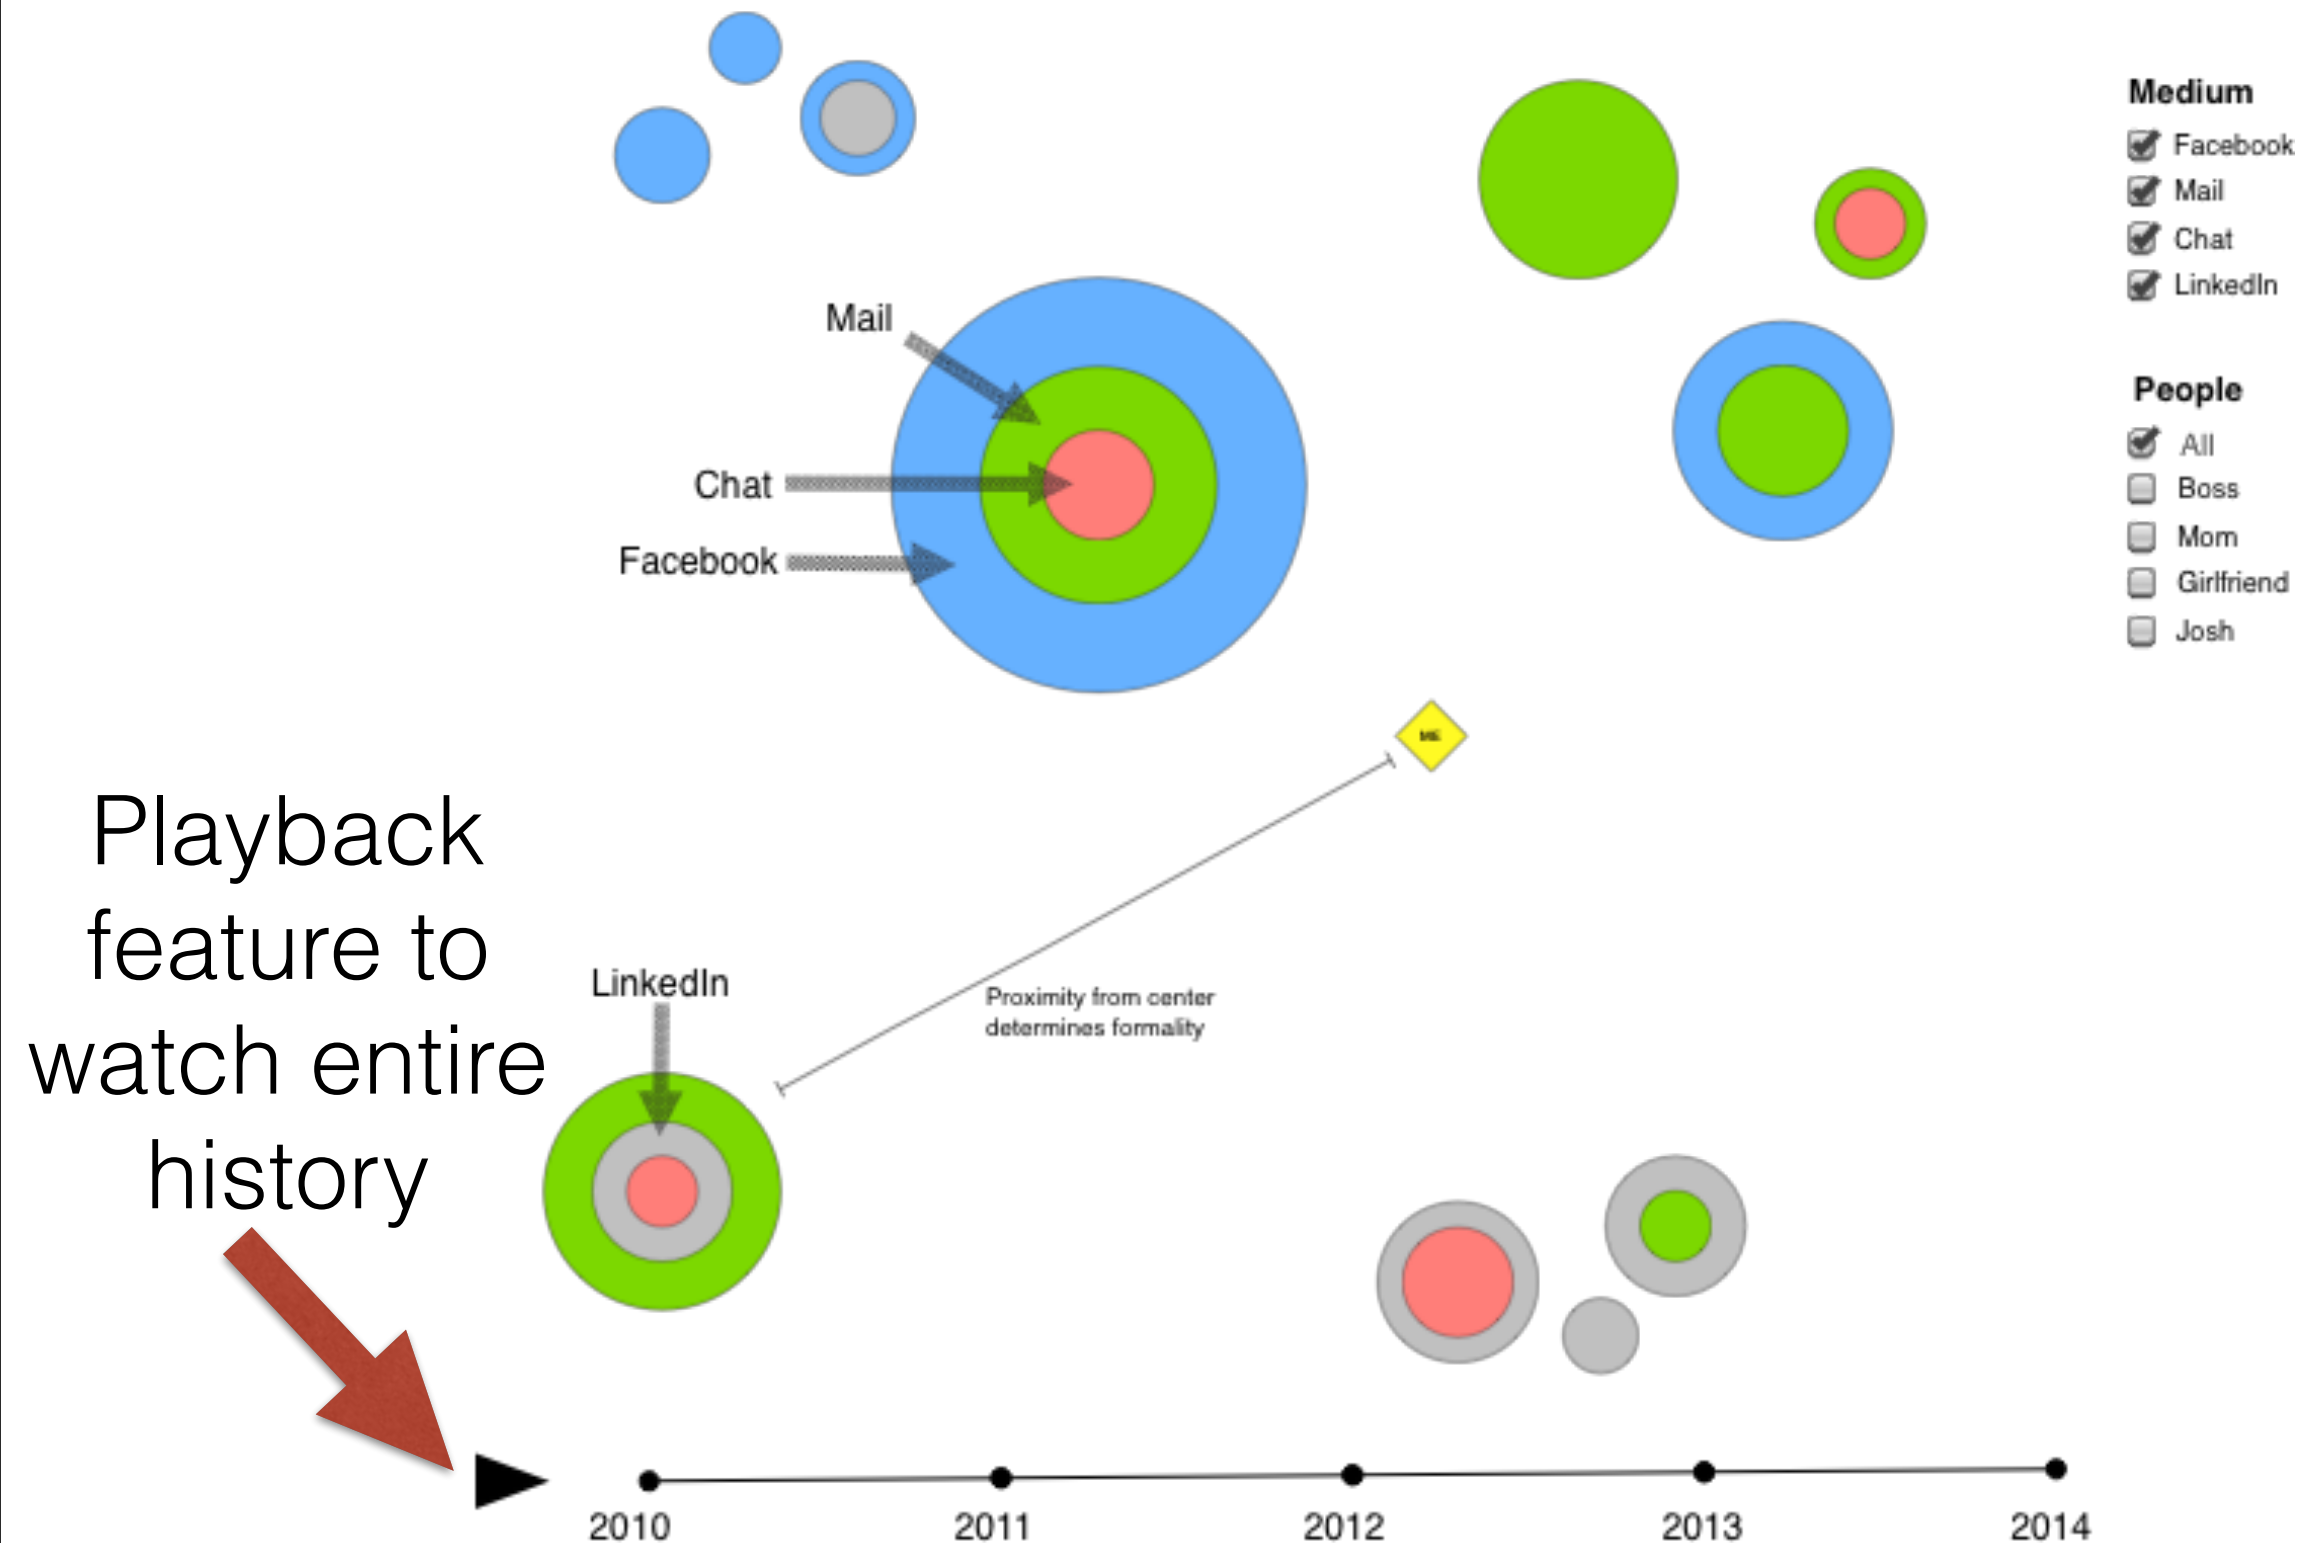 Medium
Facebook
Mail
Chat
LinkedIn
People
All
Boss
Mom
Girlfriend
Josh
Mail
Chat
Facebook
ME
Proximity from center
determines formality
LinkedIn
Playback
feature to
watch entire
history
2010
2011
2012
2013
2014